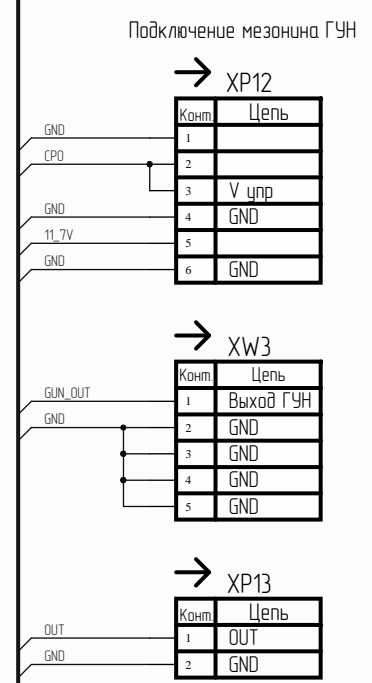 Подключение мезонина ГУН
XP12
Конт. Цепь
GND 1
CPO 2
3 V упр
GND 4 GND
11_7V 5
GND 6 GND
XW3
Конт. Цепь
GUN_OUT 1 Выход ГУН
GND 2 GND
3 GND
4 GND
5 GND
XP13
Конт. Цепь
OUT 1 OUT
GND 2 GND